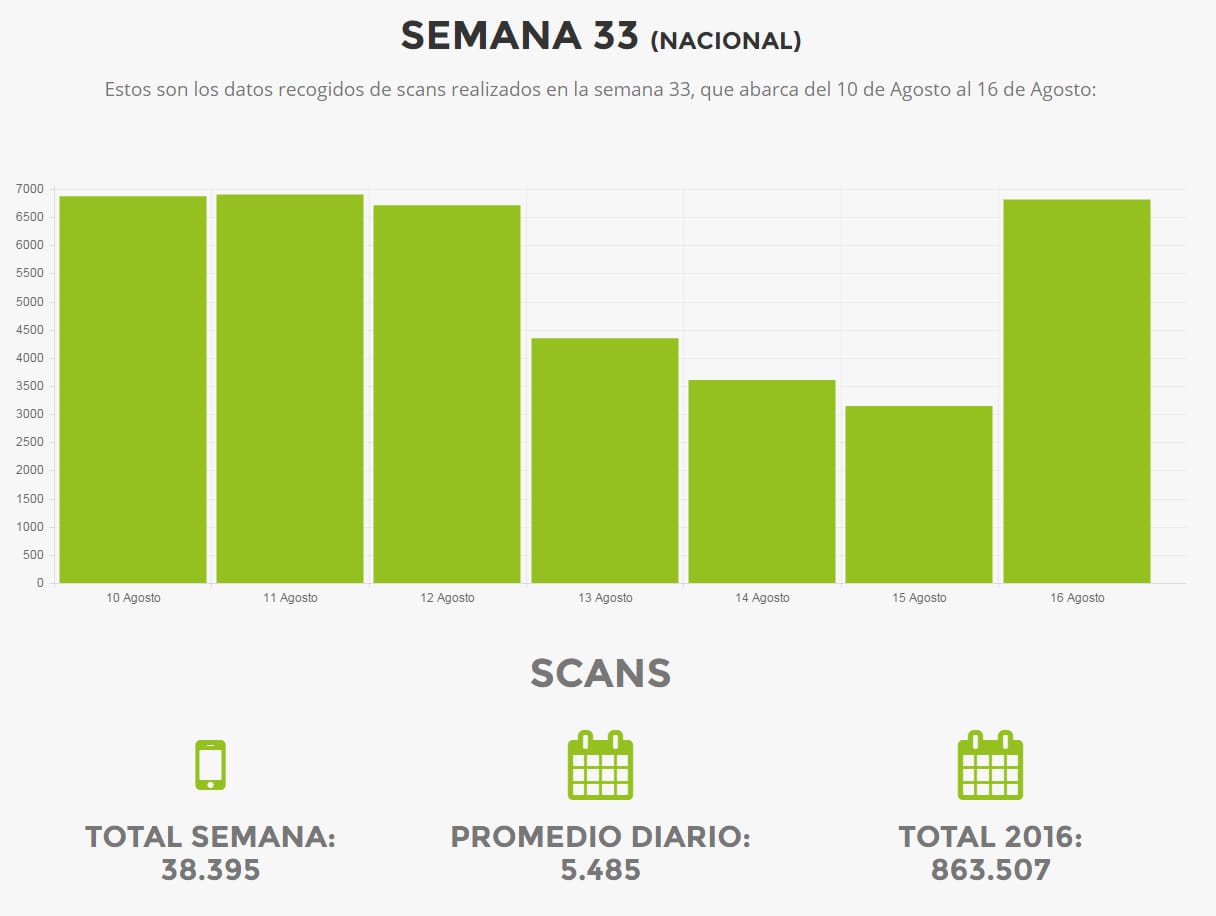 SEMANA 33 (NACIONAL)
Estos son los datos recogidos de scans realizados en la semana 33, que abarca del 10 de Agosto al 16 de Agosto:
7000
6500
6000
5500
5000
4500
4000
3500
3000
2500
2000
1500
1000
500
0
10 Agosto 11 Agosto 12 Agosto 13 Agosto 14 Agosto 15 Agosto 16 Agosto
SCANS
TOTAL SEMANA: PROMEDIO DIARIO: TOTAL 2016:
38.395 5.485 863.507